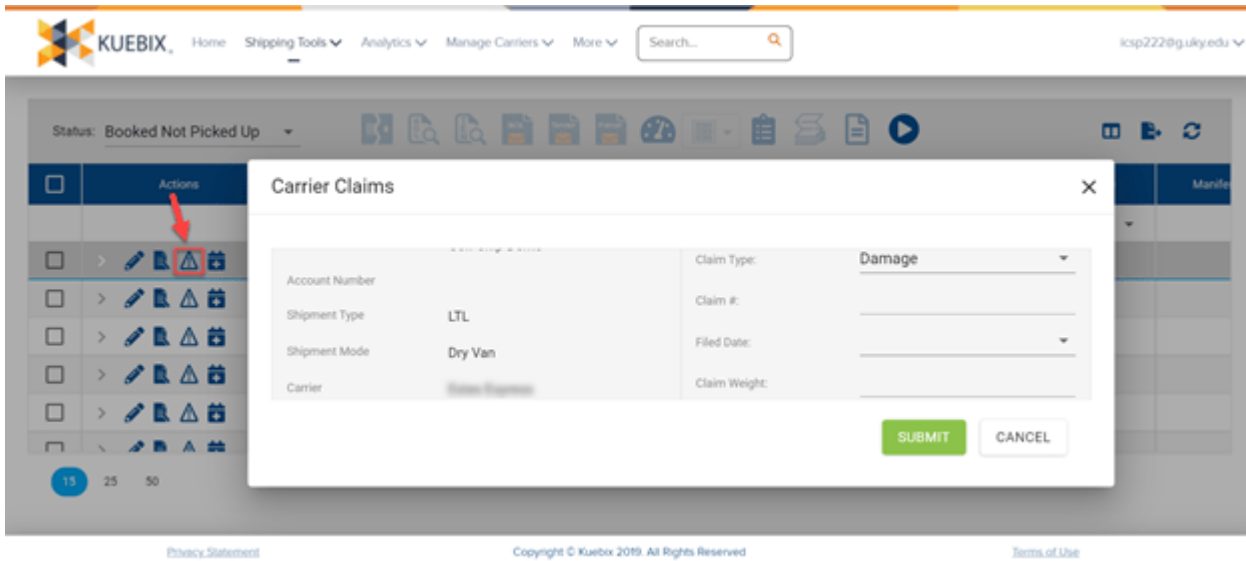 KUEBIX. Home Shipping Tools Analytics Manage Carriers More Search... icsp222@g.uky.edu
Status: Booked Not Picked Up
Actions Manife
Carrier Claims
Account Number
Shipment Type LTL
Shipment Mode Dry Van
Carrier
Claim Type: Damage
Claim #:
Filed Date:
Claim Weight:
SUBMIT CANCEL
15 25 50
Privacy Statement Copyright © Kuebix 2019. All Rights Reserved Terms of Use